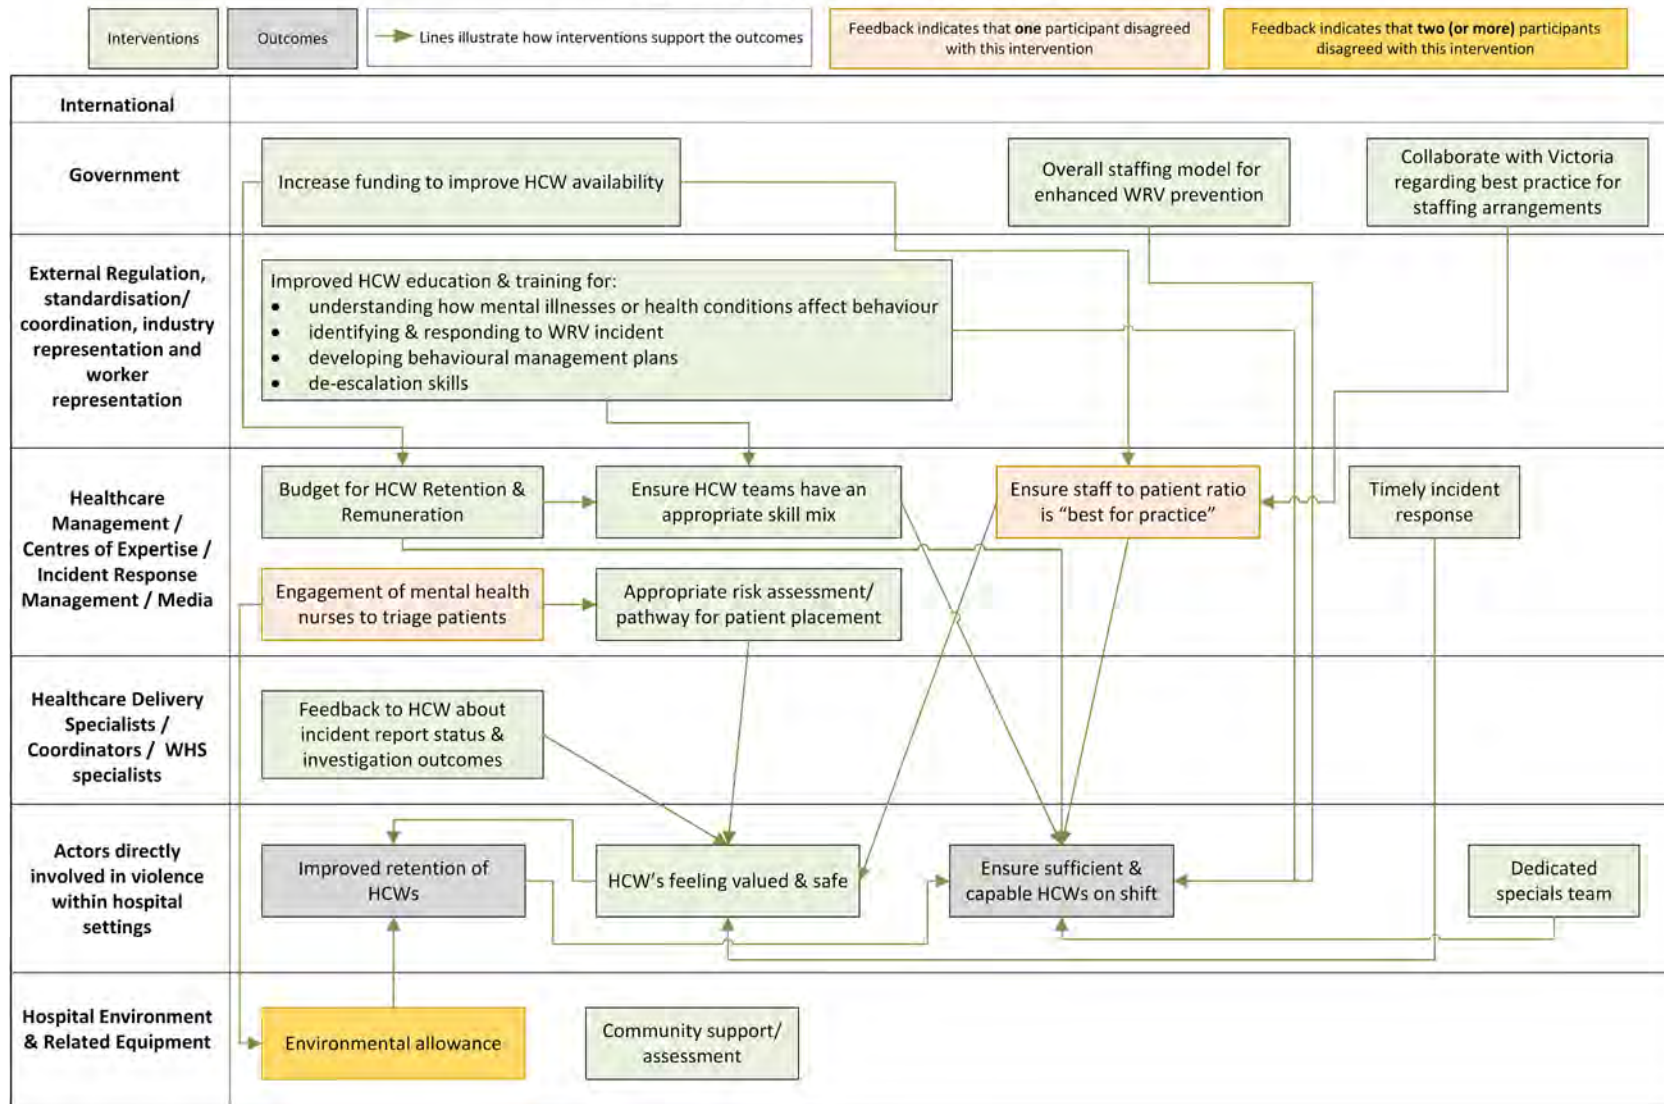 Interventions
Outcomes
Lines illustrate how interventions support the outcomes
Feedback indicates that one participant disagreed
with this intervention
Feedback indicates that two (or more) participants
disagreed with this intervention
International
Government
Increase funding to improve HCW availability
Overall staffing model for
enhanced WRV prevention
Collaborate with Victoria
regarding best practice for
staffing arrangements
External Regulation,
standardisation/
coordination, industry
representation and
worker
representation
Improved HCW education & training for:
• understanding how mental illnesses or health conditions affect behaviour
• identifying & responding to WRV incident
• developing behavioural management plans
• de-escalation skills
Healthcare
Management /
Centres of Expertise /
Incident Response
Management / Media
Budget for HCW Retention &
Remuneration
Ensure HCW teams have an
appropriate skill mix
Ensure staff to patient ratio
is “best for practice”
Timely incident
response
Engagement of mental health
nurses to triage patients
Appropriate risk assessment/
pathway for patient placement
Healthcare Delivery
Specialists /
Coordinators / WHS
specialists
Feedback to HCW about
incident report status &
investigation outcomes
Actors directly
involved in violence
within hospital
settings
Improved retention of
HCWs
HCW's feeling valued & safe
Ensure sufficient &
capable HCWs on shift
Dedicated
specials team
Hospital Environment
& Related Equipment
Environmental allowance
Community support/
assessment